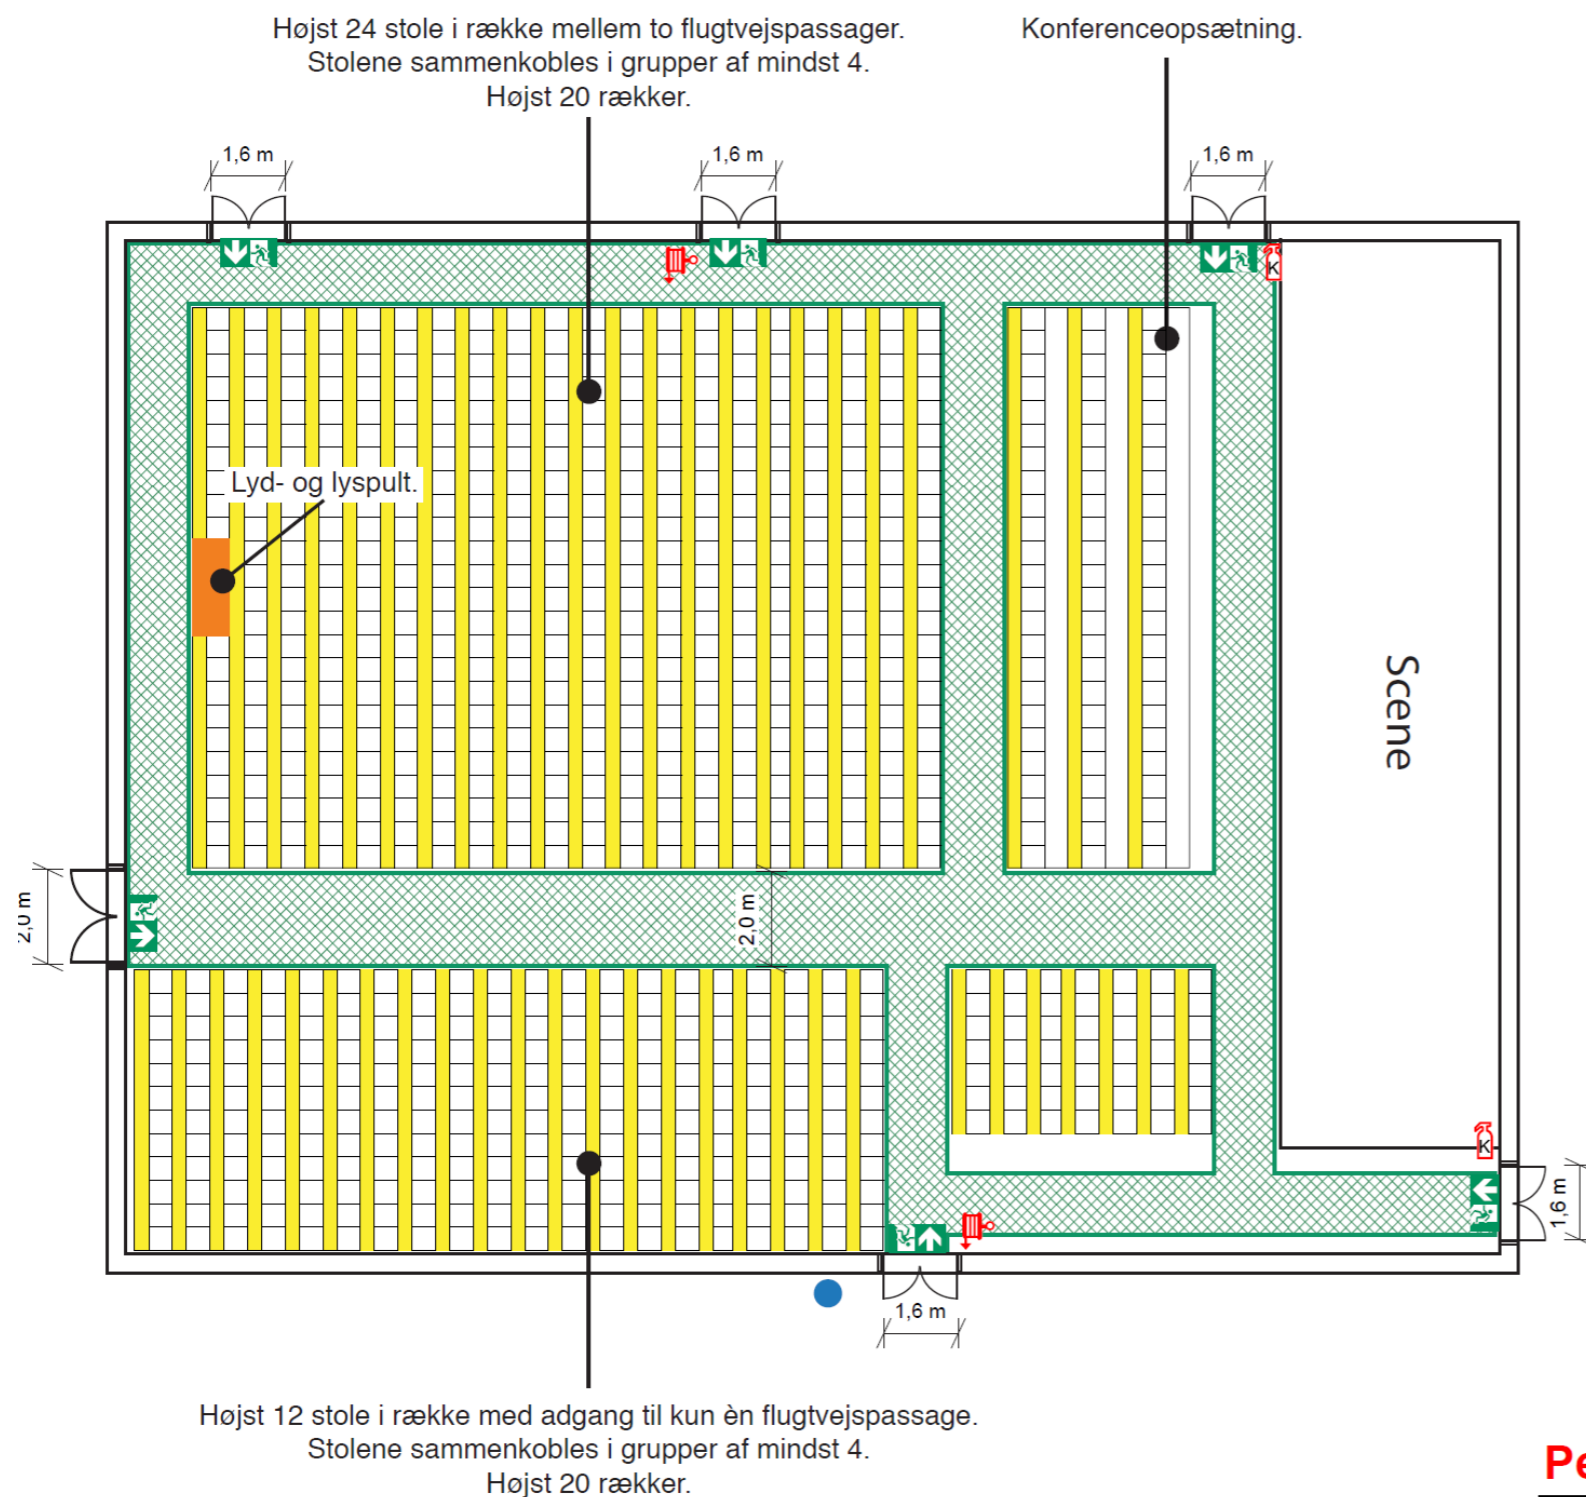 Højst 24 stole i række mellem to flugtvejspassager.
Stolene sammenkobles i grupper af mindst 4.
Højst 20 rækker.
Konferenceopsætning.
1,6 m
1,6 m
1,6 m
K
Lyd- og lyspult.
Scene
2,0 m
2,0 m
K
1,6 m
1,6 m
Højst 12 stole i række med adgang til kun èn flugtvejspassage.
Stolene sammenkobles i grupper af mindst 4.
Højst 20 rækker.
Pe